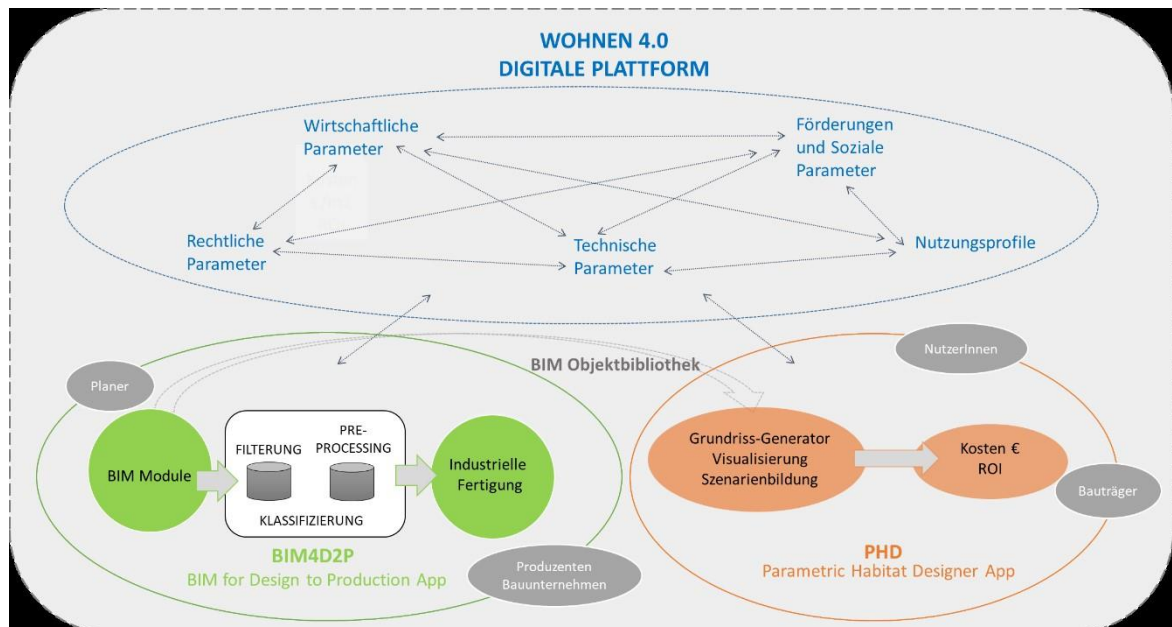 WOHNEN 4.0
DIGITALE PLATTFORM
Wirtschaftliche
Parameter
Förderungen
und Soziale
Parameter
Rechtliche
Parameter
Technische
Parameter
Nutzungsprofile
BIM Objektbibliothek
NutzerInnen
Planer
BIM Module
FILTERUNG
PRE-
PROCESSING
KLASSIFIZIERUNG
Industrielle
Fertigung
Grundriss-Generator
Visualisierung
Szenarienbildung
Kosten €
ROI
Bauträger
BIM4D2P
BIM for Design to Production App
Produzenten
Bauunternehmen
PHD
Parametric Habitat Designer App